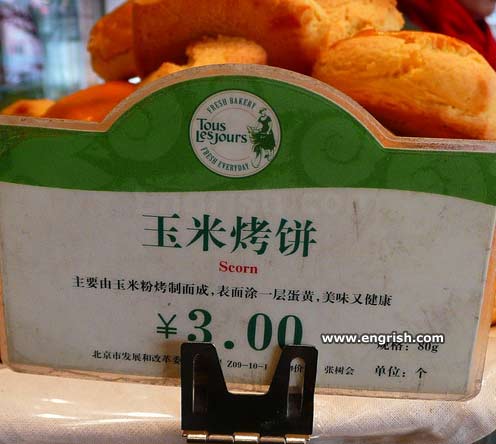 FRESH BAKERY
Tous
Les Jours
FRESH EVERYDAY
玉米烤饼
Scorn
主要由玉米粉烤制而成,表面涂一层蛋黄,美味又健康
¥3.00
www.engrish.com
规格: 80g
北京市发展和改革委 Z09-10-1 价 张树会 单位: 个